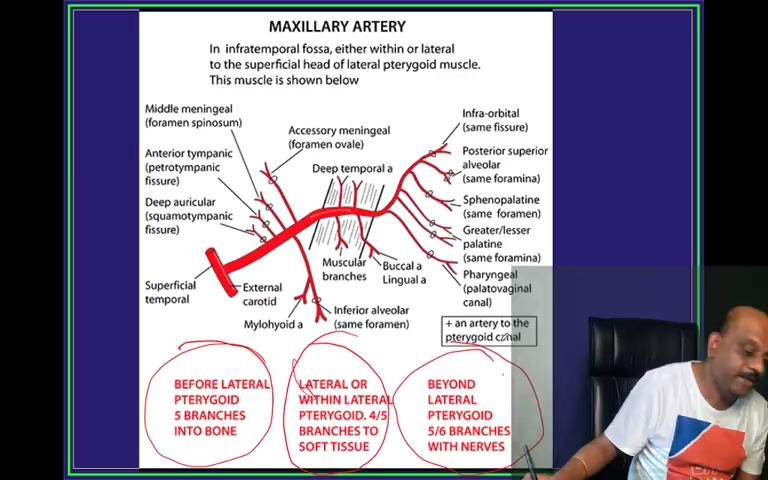 MAXILLARY ARTERY
In infratemporal fossa, either within or lateral
to the superficial head of lateral pterygoid muscle.
This muscle is shown below
Middle meningeal
(foramen spinosum)
Accessory meningeal
(foramen ovale)
Infra-orbital
(same fissure)
Anterior tympanic
(petrotympanic
fissure)
Deep temporal a
Posterior superior
alveolar
(same foramina)
Deep auricular
(squamotympanic
fissure)
Sphenopalatine
(same foramen)
Greater/lesser
palatine
(same foramina)
Muscular
branches
Buccal a
Lingual a
Pharyngeal
(palatovaginal
canal)
Superficial
temporal
External
carotid
Mylohyoid a
Inferior alveolar
(same foramen)
+ an artery to the
pterygoid canal
BEFORE LATERAL
PTERYGOID
5 BRANCHES
INTO BONE
LATERAL OR
WITHIN LATERAL
PTERYGOID. 4/5
BRANCHES TO
SOFT TISSUE
BEYOND
LATERAL
PTERYGOID
5/6 BRANCHES
WITH NERVES